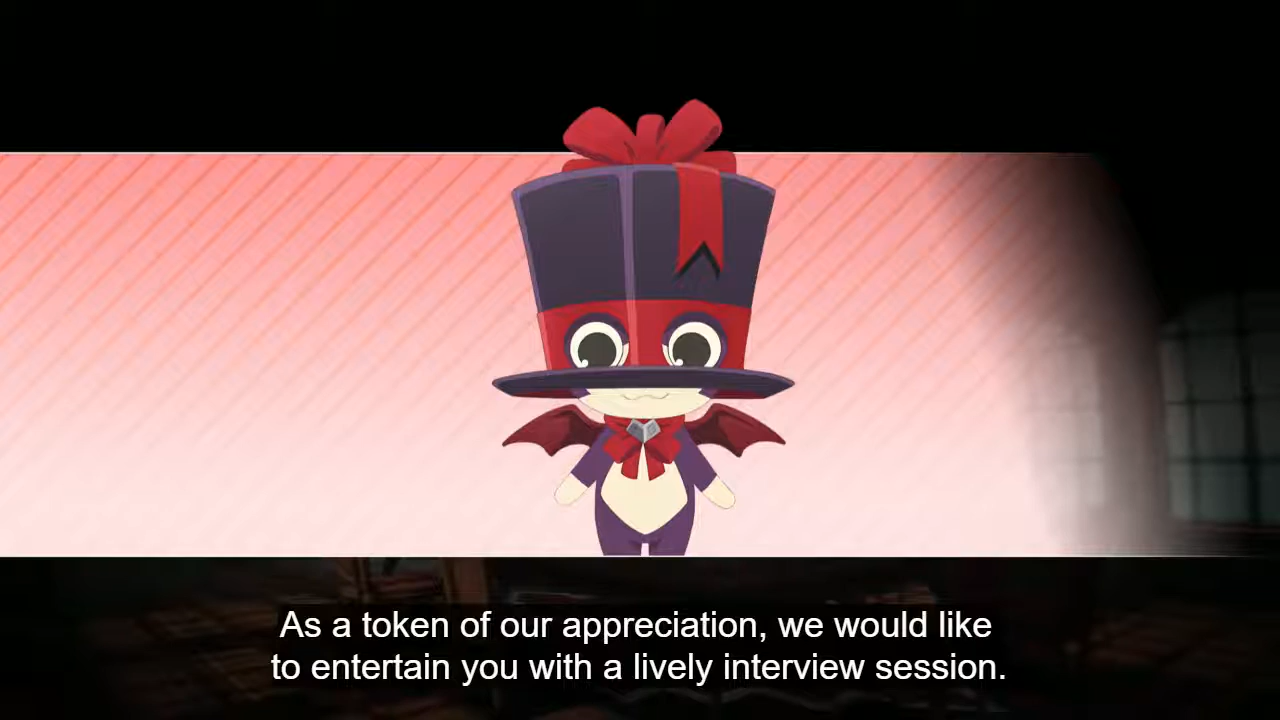 As a token of our appreciation, we would like
to entertain you with a lively interview session.